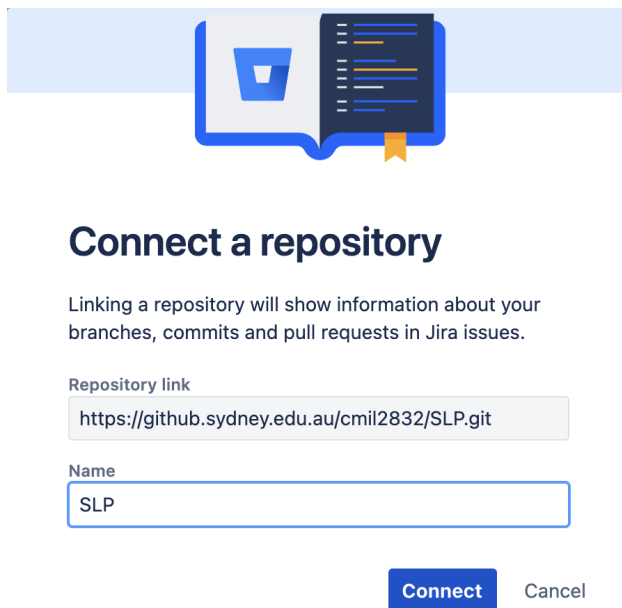 Connect a repository
Linking a repository will show information about your
branches, commits and pull requests in Jira issues.
Repository link
https://github.sydney.edu.au/cmil2832/SLP.git
Name
SLP
Connect Cancel